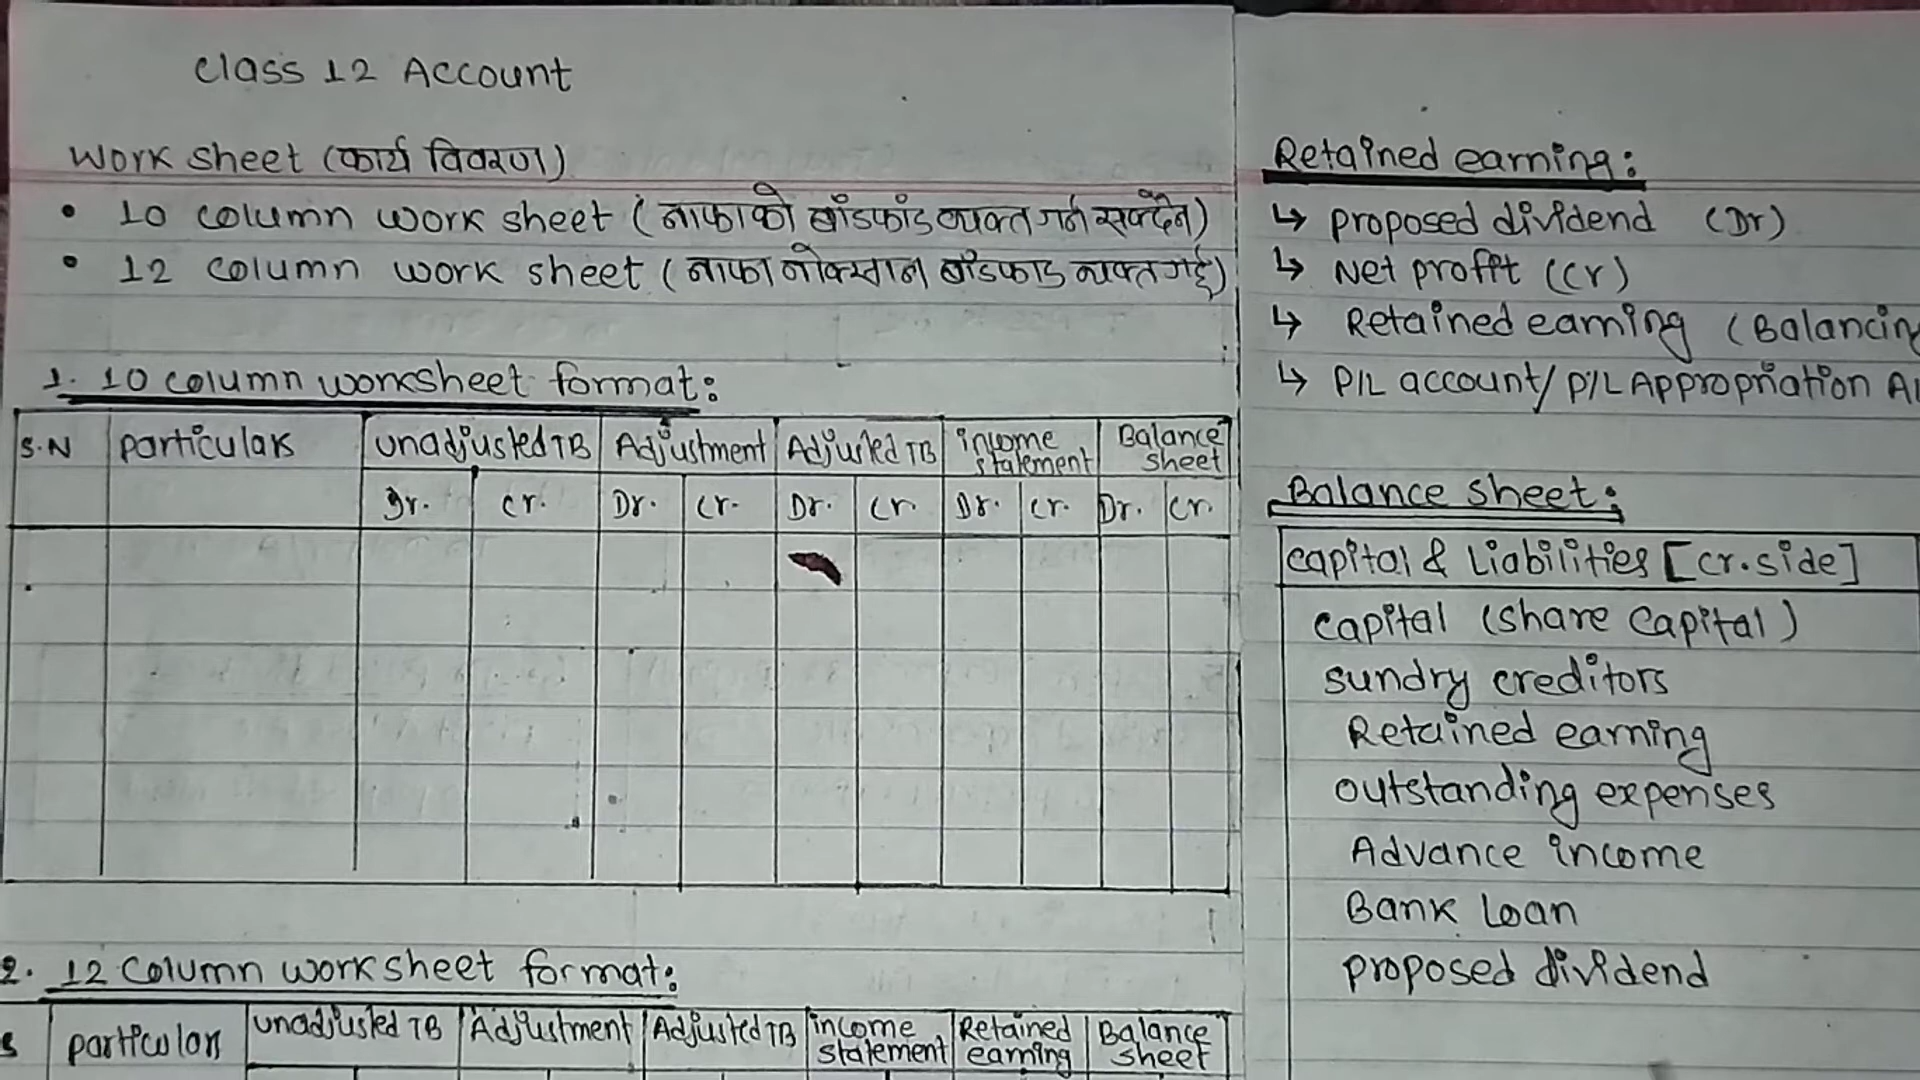 Class 12 Account
Work sheet (कार्य विवरण)
• 10 column work sheet (नाफाको बाँडफाँड व्यक्त गर्न सक्दैन)
• 12 column work sheet (नाफा नोक्सान बाँडफाड व्यक्त गर्दछ)
1. 10 column worksheet format:
S.N particulars unadjusted TB Adjustment Adjusted TB income statement Balance sheet
Dr. cr. Dr. cr. Dr. cr. Dr. cr. Dr. cr.
2. 12 column work sheet format:
s particulars unadjusted TB Adjustment Adjusted TB income statement Retained earning Balance sheet
Retained earning:
↳ proposed dividend (Dr)
↳ Net profit (cr)
↳ Retained earning (Balancing
↳ P/L account/ P/L Appropriation
Balance sheet:
capital & Liabilities [cr.side]
capital (share capital)
sundry creditors
Retained earning
outstanding expenses
Advance income
Bank Loan
proposed dividend